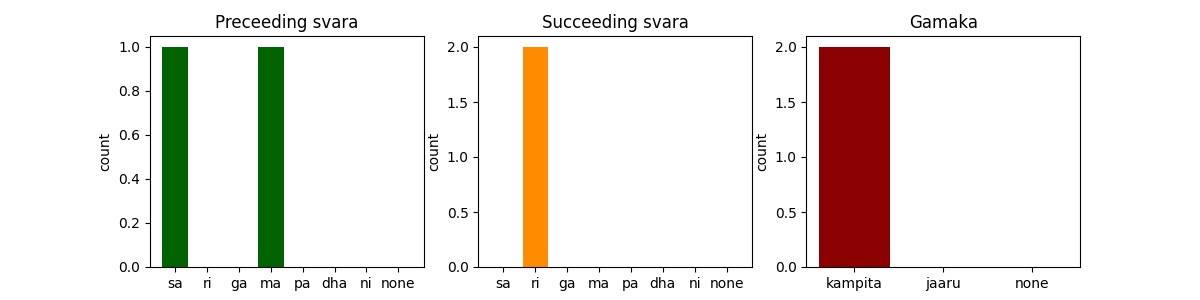 Preceeding svara
count
1.0
0.8
0.6
0.4
0.2
0.0
sa ri ga ma pa dha ni none
Succeeding svara
count
2.0
1.5
1.0
0.5
0.0
sa ri ga ma pa dha ni none
Gamaka
count
2.0
1.5
1.0
0.5
0.0
kampita jaaru none